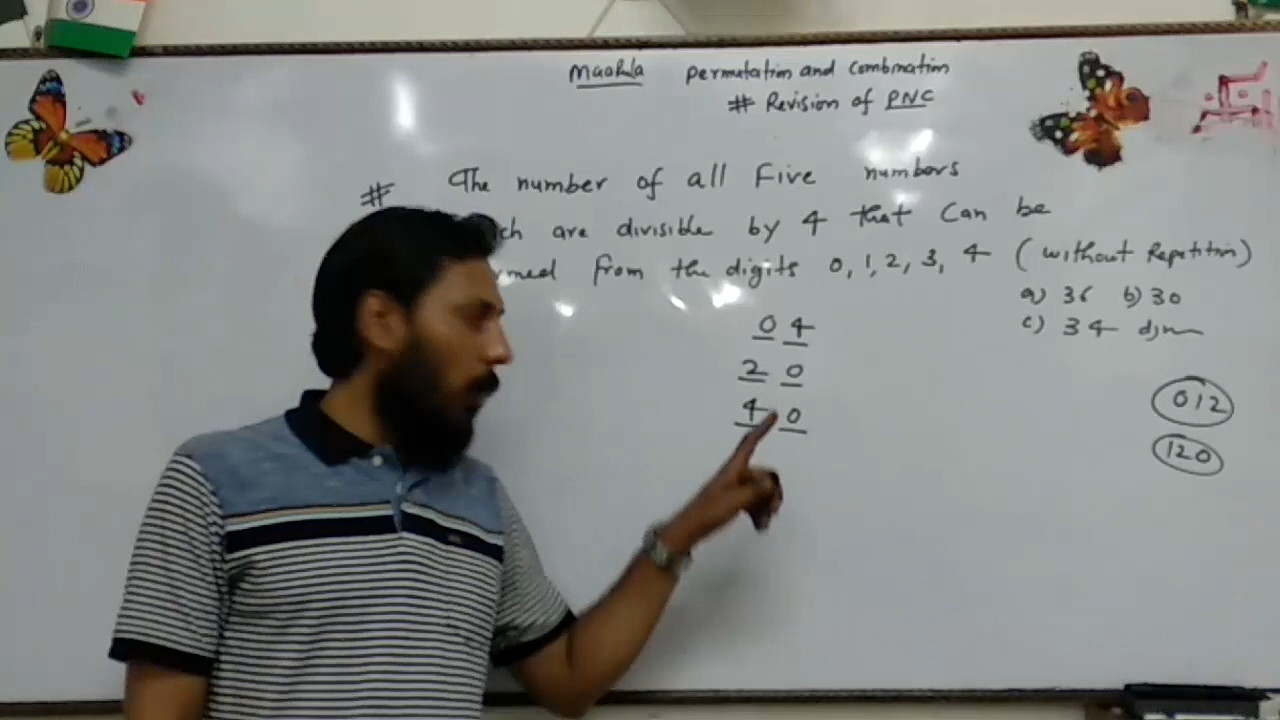 permutation and combination
# Revision of PNC
# The number of all Five numbers
ch are divisible by 4 that Can be
med from the digits 0, 1, 2, 3, 4 (without Repetition)
a) 36 b) 30
c) 34 d)
0 4
2 0
4 0
012
120